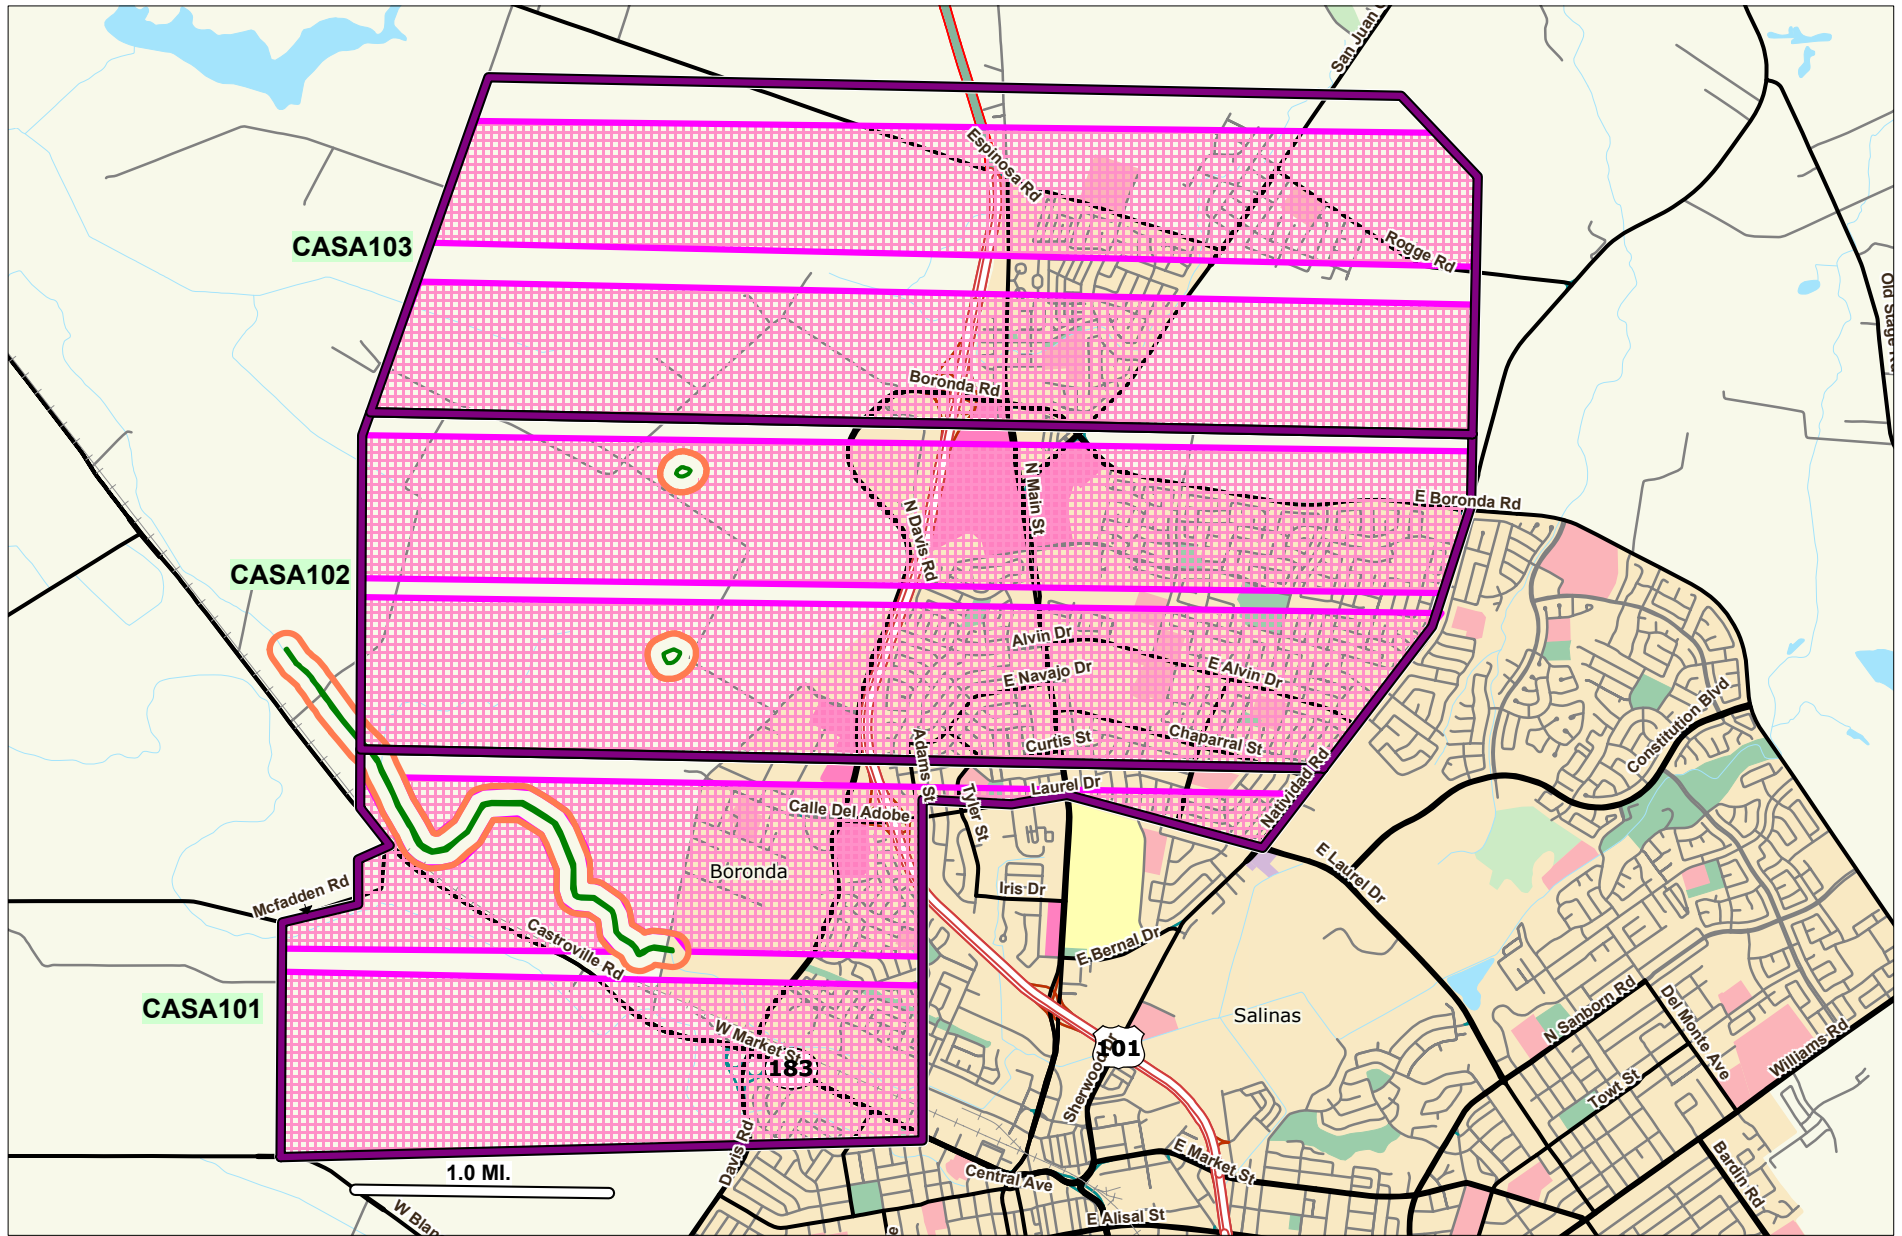 San Juan G
Espinosa Rd
Rogge Rd
CASA103
Old Stage Rd
Boronda Rd
N Main St
E Boronda Rd
N Davis Rd
CASA102
Alvin Dr
E Alvin Dr
E Navajo Dr
Constitution Blvd
Curtis St
Chaparral St
Adams St
Natividad Rd
Laurel Dr
Tyler St
Calle Del Adobe
Boronda
E Laurel Dr
Mcfadden Rd
Iris Dr
Castroville Rd
E Bernal Dr
CASA101
Salinas
N Sanborn Rd
Del Monte Ave
W Market St
183
101
Sherwood Dr
Williams Rd
Towt St
Davis Rd
1.0 MI.
E Market St
Central Ave
Bardin Rd
W Blan
E Alisal St
e